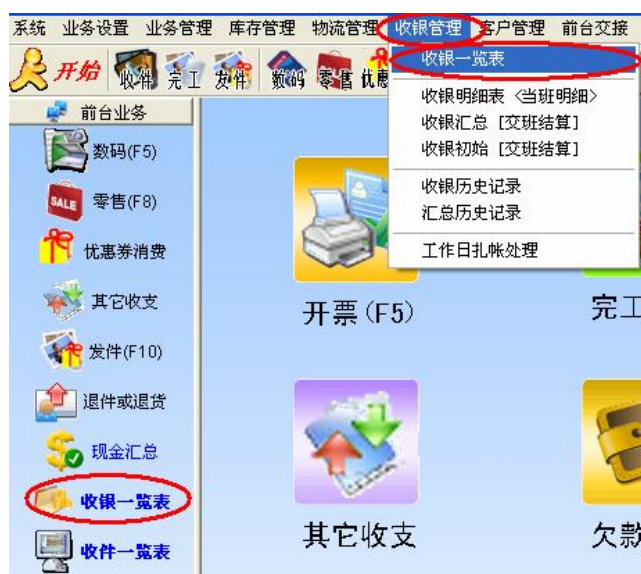 系统 业务设置 业务管理 库存管理 物流管理 收银管理 客户管理 前台交接
开始 收件 完工 发件 数码 零售 优惠
收银一览表
收银明细表 <当班明细>
收银汇总 [交班结算]
收银初始 [交班结算]
收银历史记录
汇总历史记录
工作日扎帐处理
前台业务
数码(F5)
SALE 零售(F8)
优惠券消费
其它收支
发件(F10)
退件或退货
现金汇总
收银一览表
收件一览表
开票(F5)
完工
其它收支
欠款